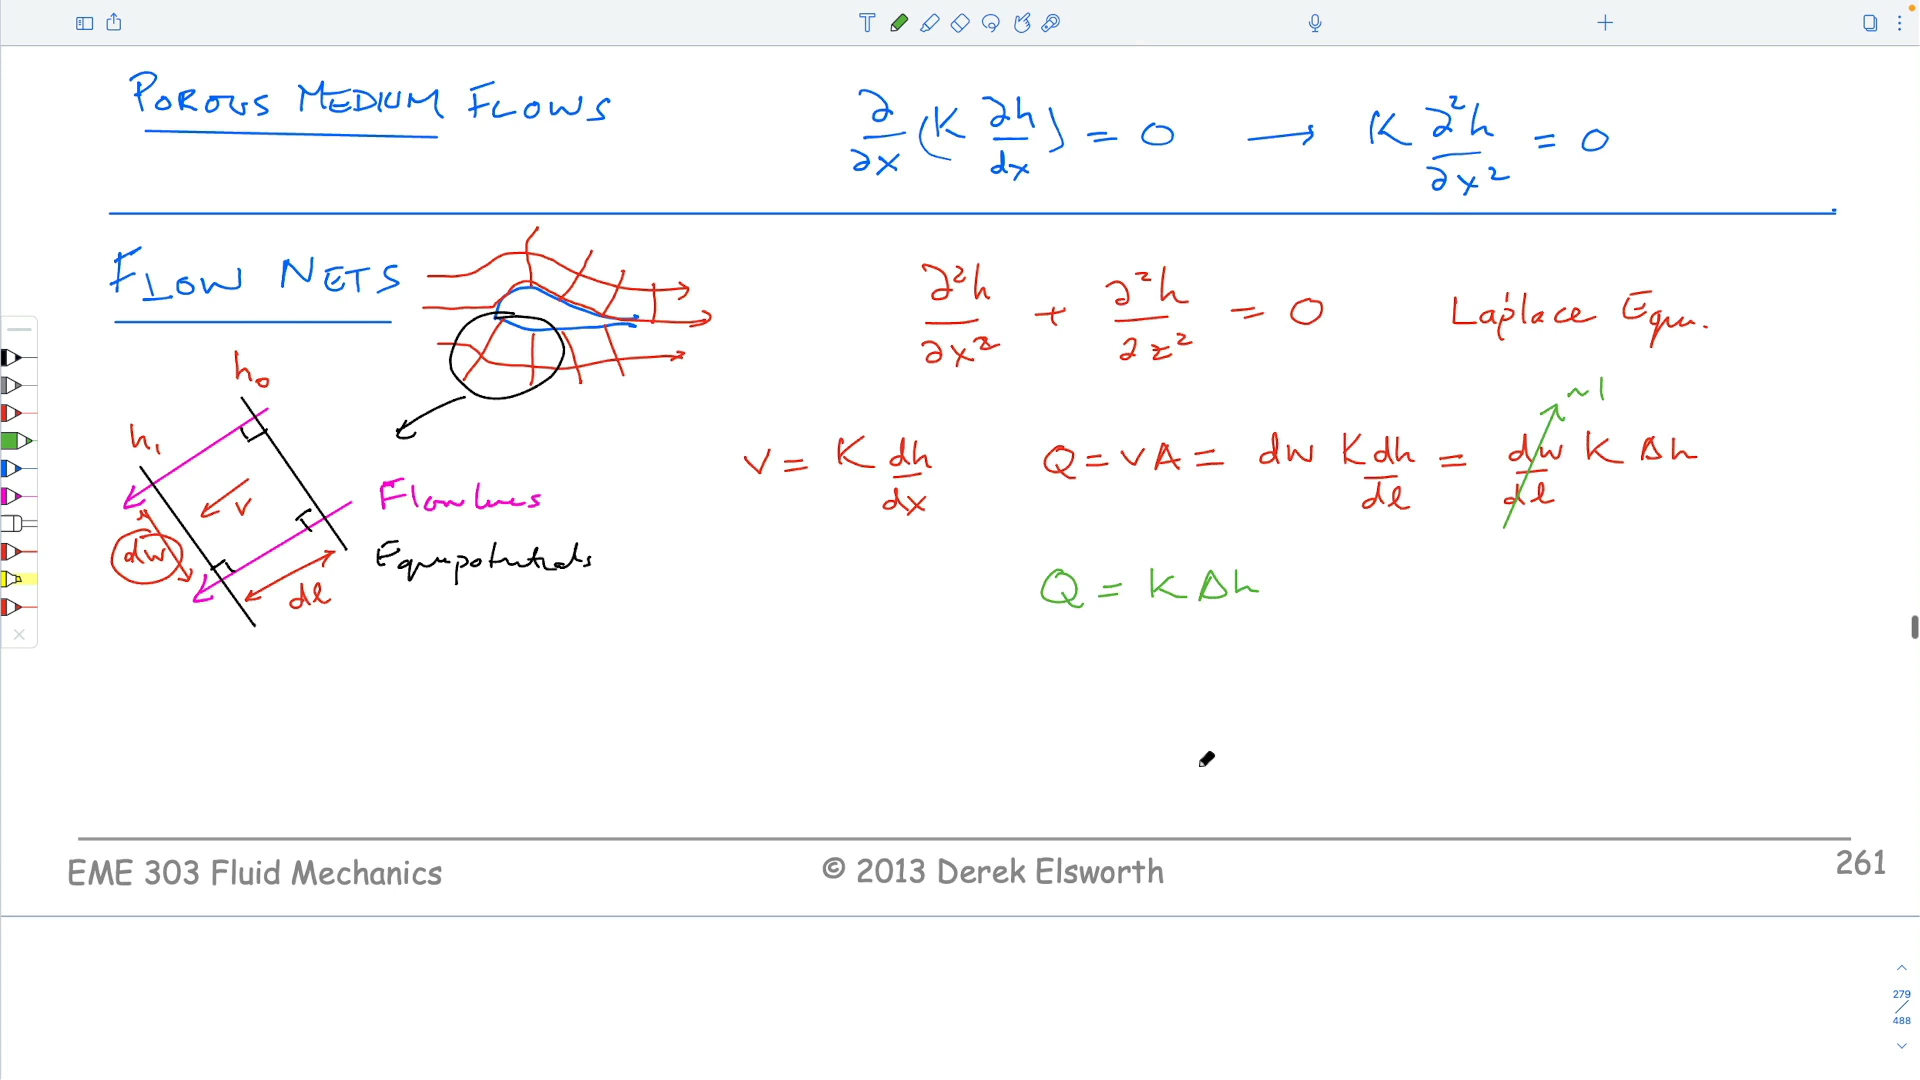 POROUS MEDIUM FLOWS
∂/∂x (K ∂h/dx) = 0 → K ∂²h/∂x² = 0
FLOW NETS
∂²h/∂x² + ∂²h/∂z² = 0 Laplace Equn.
h₀
~1
h₁
v = K dh/dx Q = vA = dw K dh/dl = dw/dl K Δh
v
Flowlines
dw
Equipotentials
dl
Q = K Δh
EME 303 Fluid Mechanics © 2013 Derek Elsworth 261
279
488